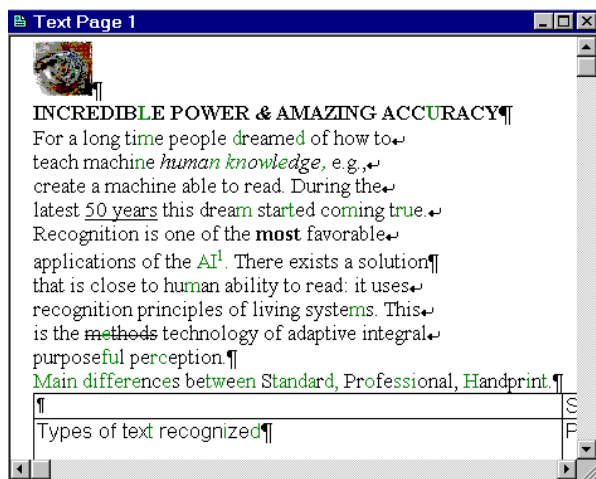 Text Page 1
¶
INCREDIBLE POWER & AMAZING ACCURACY¶
For a long time people dreamed of how to↵
teach machine human knowledge, e.g.,↵
create a machine able to read. During the↵
latest 50 years this dream started coming true.↵
Recognition is one of the most favorable↵
applications of the AI¹. There exists a solution¶
that is close to human ability to read: it uses↵
recognition principles of living systems. This↵
is the methods technology of adaptive integral↵
purposeful perception.¶
Main differences between Standard, Professional, Handprint.¶
¶ S
Types of text recognized¶ P